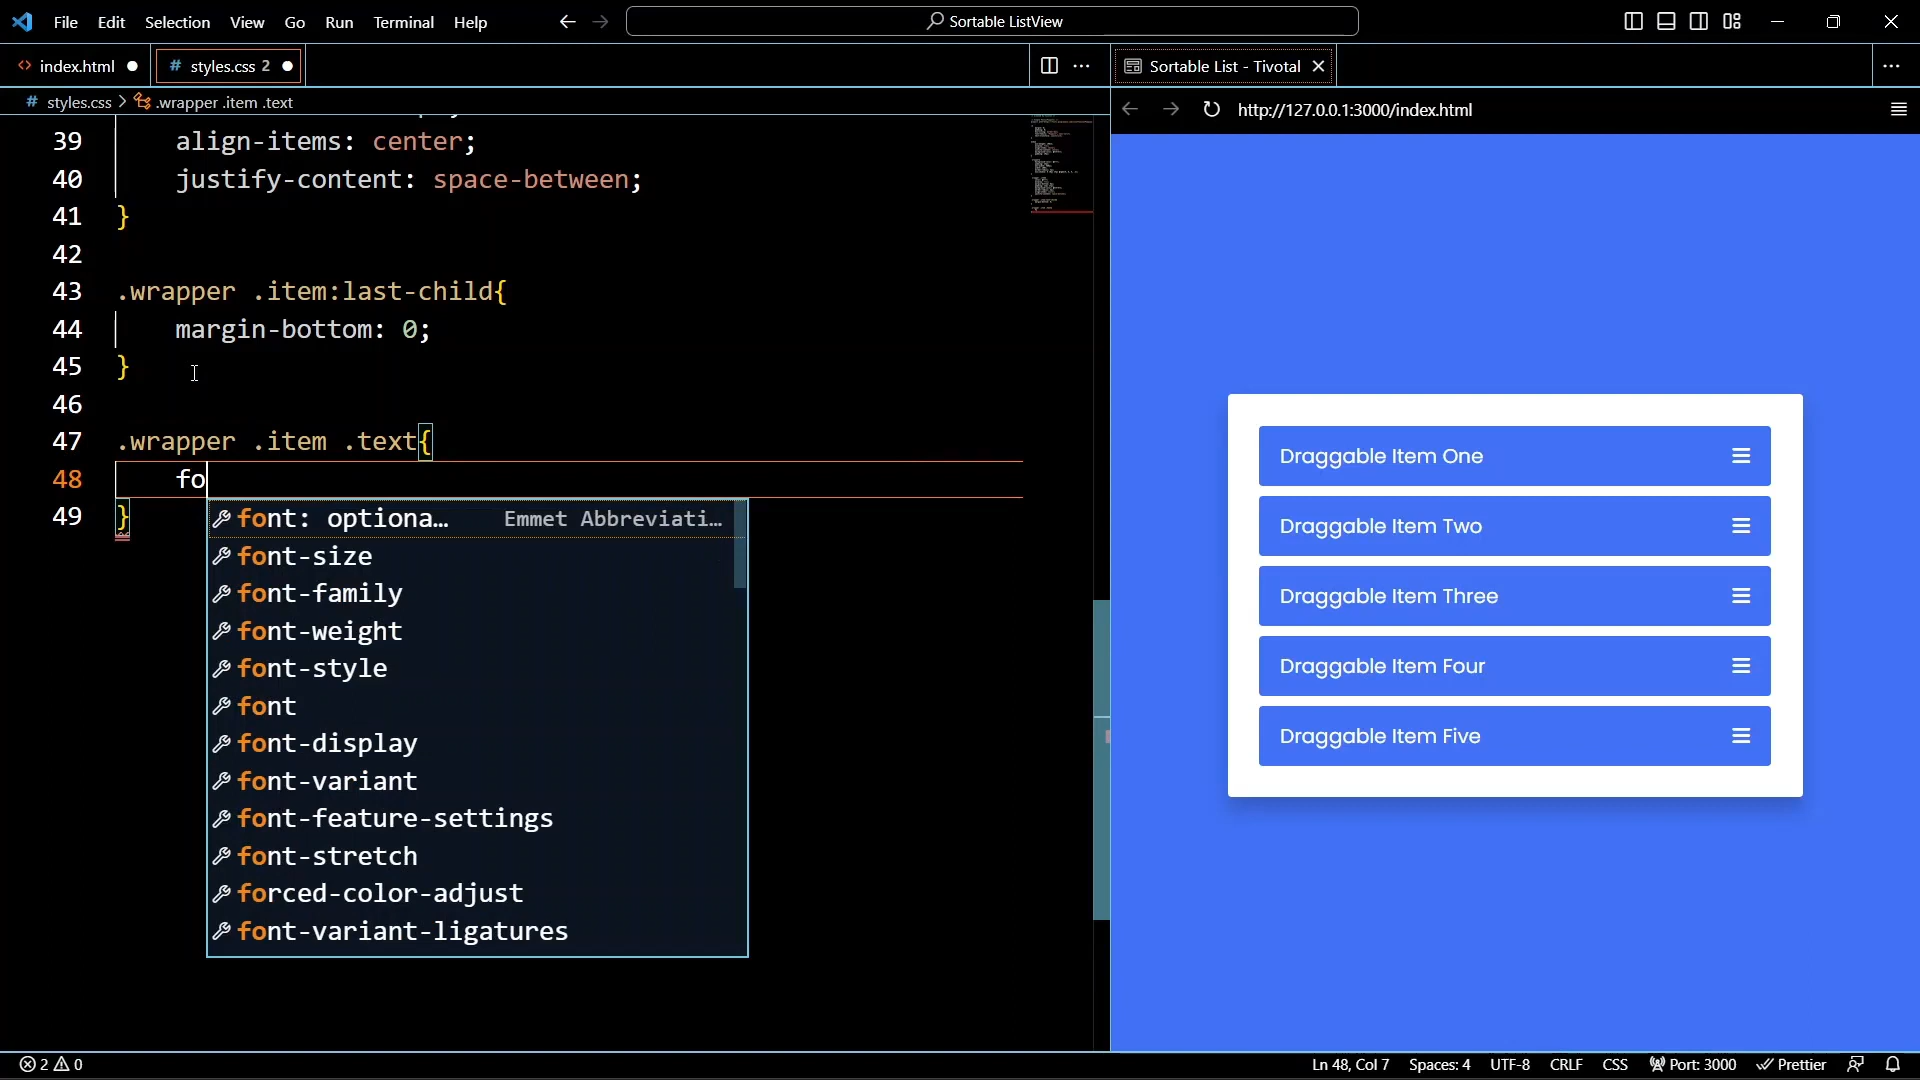 File Edit Selection View Go Run Terminal Help
Sortable ListView
index.html
# styles.css 2
Sortable List - Tivotal
# styles.css > .wrapper .item .text
http://127.0.0.1:3000/index.html
39 align-items: center;
40 justify-content: space-between;
41 }
42
43 .wrapper .item:last-child{
44 margin-bottom: 0;
45 }
46
47 .wrapper .item .text{
48 fo
49 }
font: optiona… Emmet Abbreviati…
font-size
font-family
font-weight
font-style
font
font-display
font-variant
font-feature-settings
font-stretch
forced-color-adjust
font-variant-ligatures
Draggable Item One
Draggable Item Two
Draggable Item Three
Draggable Item Four
Draggable Item Five
2 0
Ln 48, Col 7 Spaces: 4 UTF-8 CRLF CSS Port: 3000 Prettier